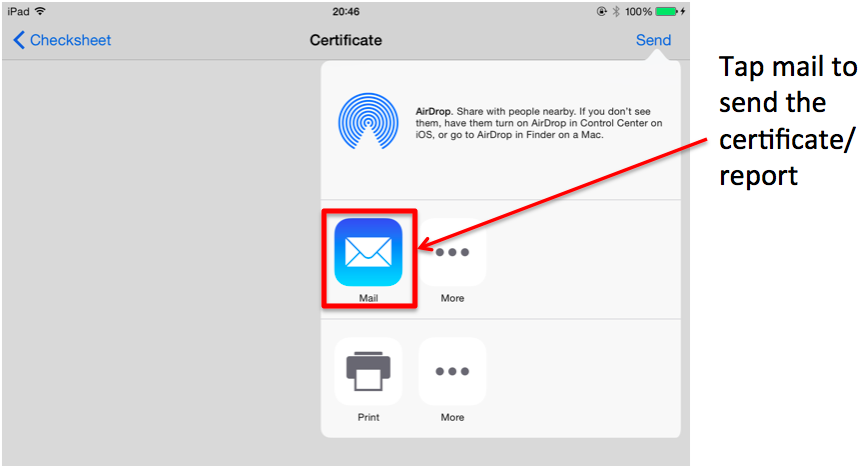 iPad 20:46 100%
Checksheet Certificate Send
AirDrop. Share with people nearby. If you don't see
them, have them turn on AirDrop in Control Center on
iOS, or go to AirDrop in Finder on a Mac.
Mail More
Print More
Tap mail to
send the
certificate/
report